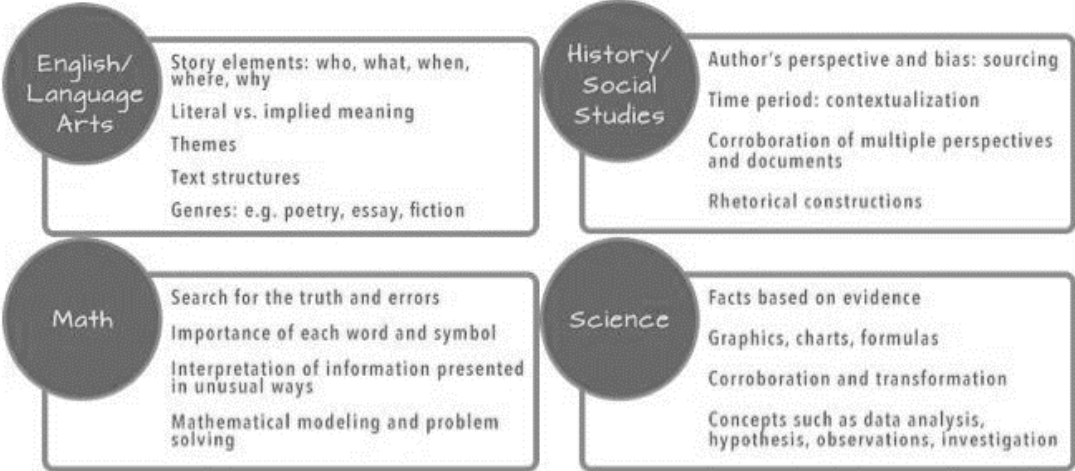 English/
Language
Arts
Story elements: who, what, when,
where, why
Literal vs. implied meaning
Themes
Text structures
Genres: e.g. poetry, essay, fiction
History/
Social
Studies
Author's perspective and bias: sourcing
Time period: contextualization
Corroboration of multiple perspectives
and documents
Rhetorical constructions
Math
Search for the truth and errors
Importance of each word and symbol
Interpretation of information presented
in unusual ways
Mathematical modeling and problem
solving
Science
Facts based on evidence
Graphics, charts, formulas
Corroboration and transformation
Concepts such as data analysis,
hypothesis, observations, investigation